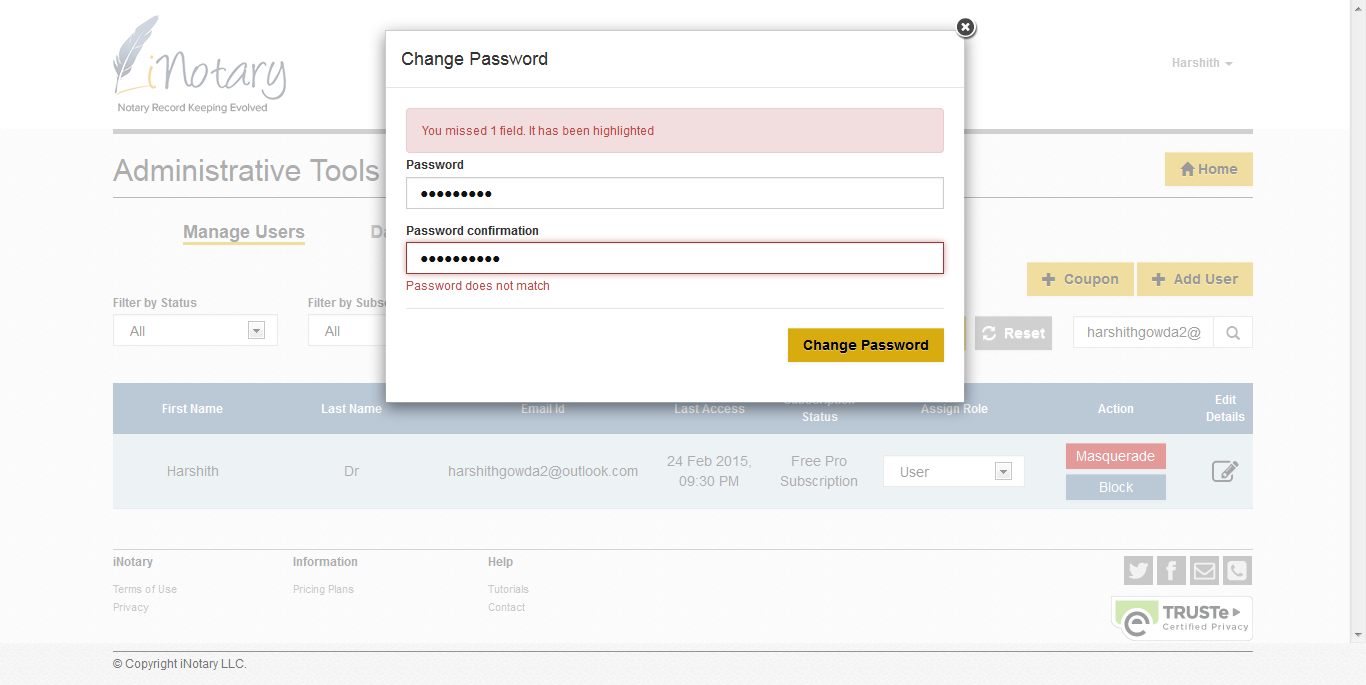 iNotary
Notary Record Keeping Evolved
Harshith
Change Password
You missed 1 field. It has been highlighted
Password
●●●●●●●●●
Password confirmation
●●●●●●●●●●
Password does not match
Change Password
Administrative Tools
Home
Manage Users
Coupon
Add User
Filter by Status
Filter by
All
All
Reset
harshithgowda2@
First Name
Last Name
Email Id
Last Access
Subscription
Status
Assign Role
Action
Edit
Details
Harshith
Dr
harshithgowda2@outlook.com
24 Feb 2015,
09:30 PM
Free Pro
Subscription
User
Masquerade
Block
iNotary
Information
Help
Terms of Use
Pricing Plans
Tutorials
Privacy
Contact
TRUSTe
Certified Privacy
© Copyright iNotary LLC.